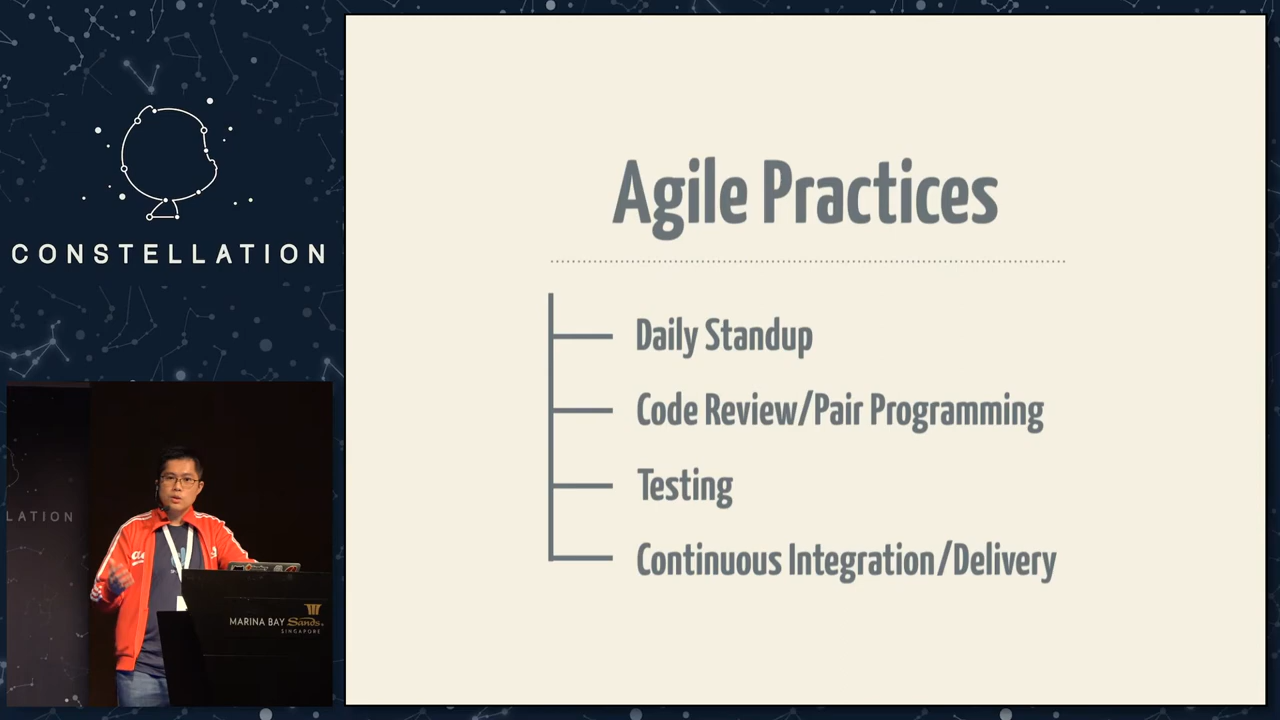 CONSTELLATION
Agile Practices
Daily Standup
Code Review/Pair Programming
Testing
Continuous Integration/Delivery
LATION
MARINA BAY Sands
SINGAPORE